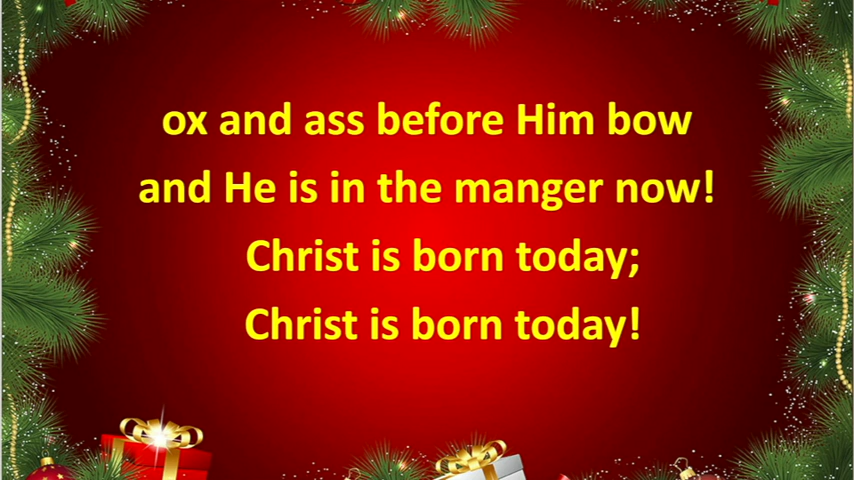 ox and ass before Him bow
and He is in the manger now!
Christ is born today;
Christ is born today!